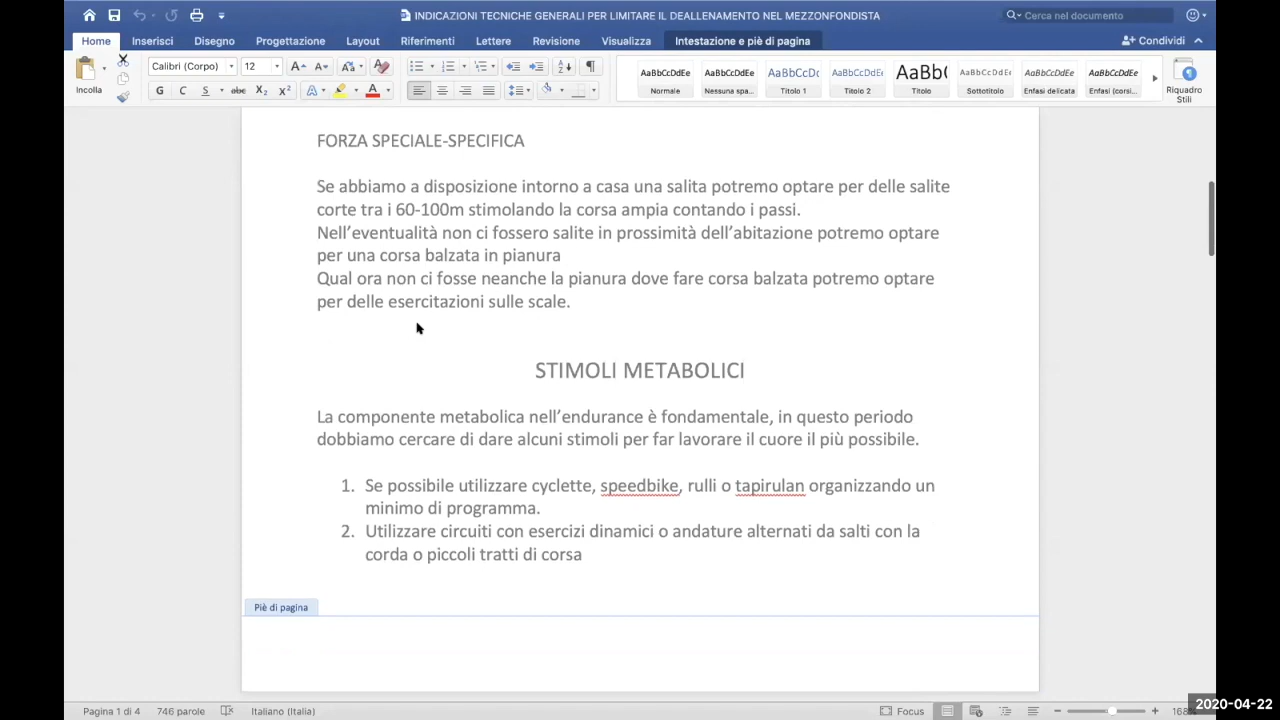 INDICAZIONI TECNICHE GENERALI PER LIMITARE IL DEALLENAMENTO NEL MEZZONFONDISTA
Cerca nel documento
Home Inserisci Disegno Progettazione Layout Riferimenti Lettere Revisione Visualizza Intestazione e piè di pagina Condividi
Incolla
Calibri (Corpo) 12
G C S abc X₂ X²
AaBbCcDdEe AaBbCcDdEe AaBbCcDc AaBbCcDdEe AaBb( AaBbCcDdEe AaBbCcDdEe AaBbCcDdEe
Normale Nessuna spa... Titolo 1 Titolo 2 Titolo Sottotitolo Enfasi delicata Enfasi (corsi...
Riquadro
Stili
FORZA SPECIALE-SPECIFICA
Se abbiamo a disposizione intorno a casa una salita potremo optare per delle salite
corte tra i 60-100m stimolando la corsa ampia contando i passi.
Nell’eventualità non ci fossero salite in prossimità dell’abitazione potremo optare
per una corsa balzata in pianura
Qual ora non ci fosse neanche la pianura dove fare corsa balzata potremo optare
per delle esercitazioni sulle scale.
STIMOLI METABOLICI
La componente metabolica nell’endurance è fondamentale, in questo periodo
dobbiamo cercare di dare alcuni stimoli per far lavorare il cuore il più possibile.
1. Se possibile utilizzare cyclette, speedbike, rulli o tapirulan organizzando un
minimo di programma.
2. Utilizzare circuiti con esercizi dinamici o andature alternati da salti con la
corda o piccoli tratti di corsa
Piè di pagina
Pagina 1 di 4 746 parole Italiano (Italia) Focus
2020-04-22